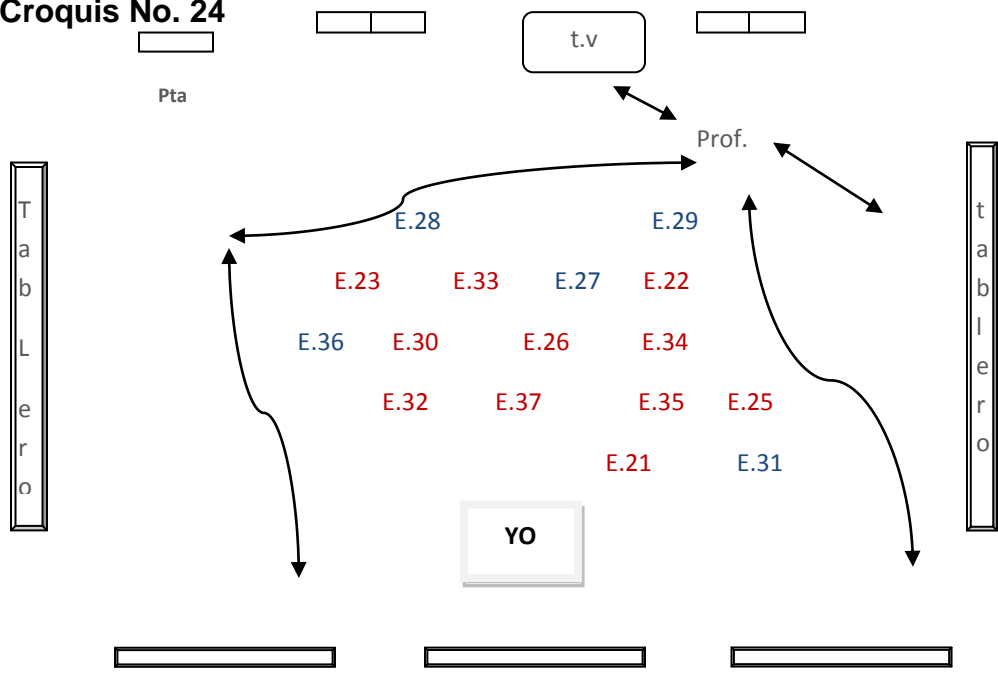 Croquis No. 24
t.v
Pta
Prof.
T
a
b
L
e
r
o
t
a
b
l
e
r
o
E.28 E.29
E.23 E.33 E.27 E.22
E.36 E.30 E.26 E.34
E.32 E.37 E.35 E.25
E.21 E.31
YO